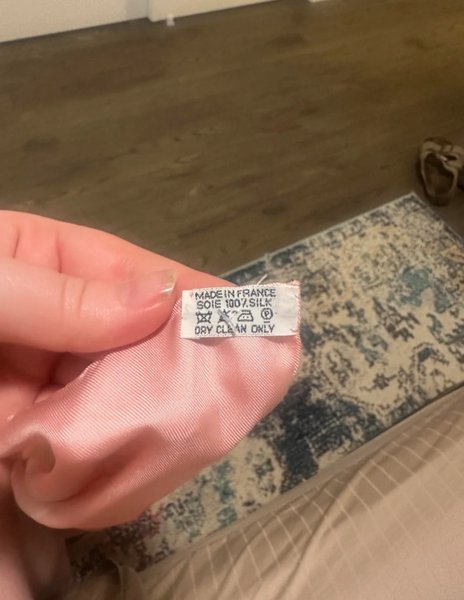 MADE IN FRANCE
SOIE 100% SILK
DRY CLEAN ONLY